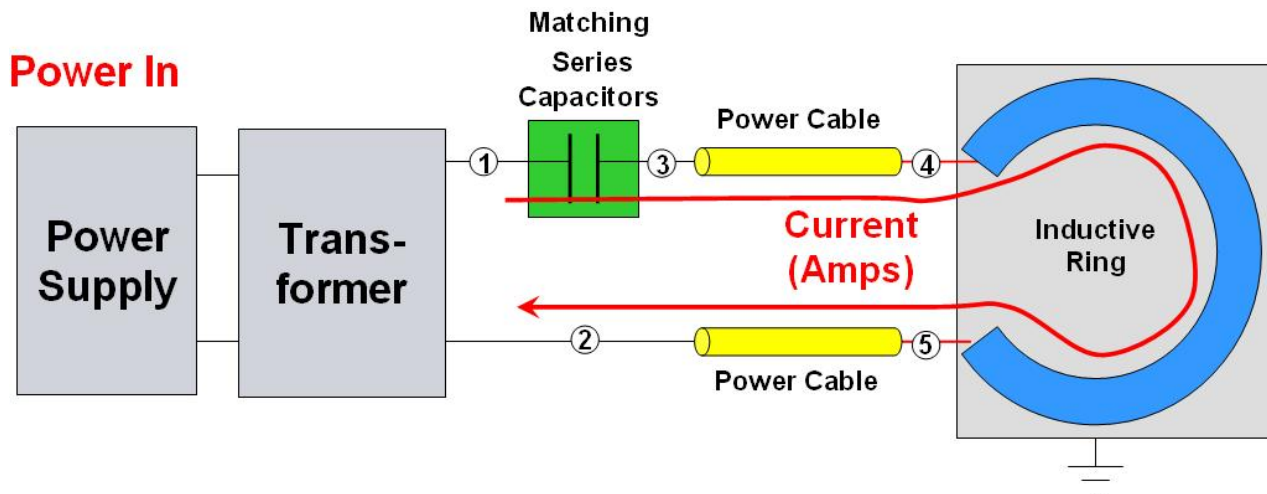 Matching
Series
Capacitors
Power In
Power Cable
1
3
4
Power
Supply
Trans-
former
Current
(Amps)
Inductive
Ring
2
5
Power Cable